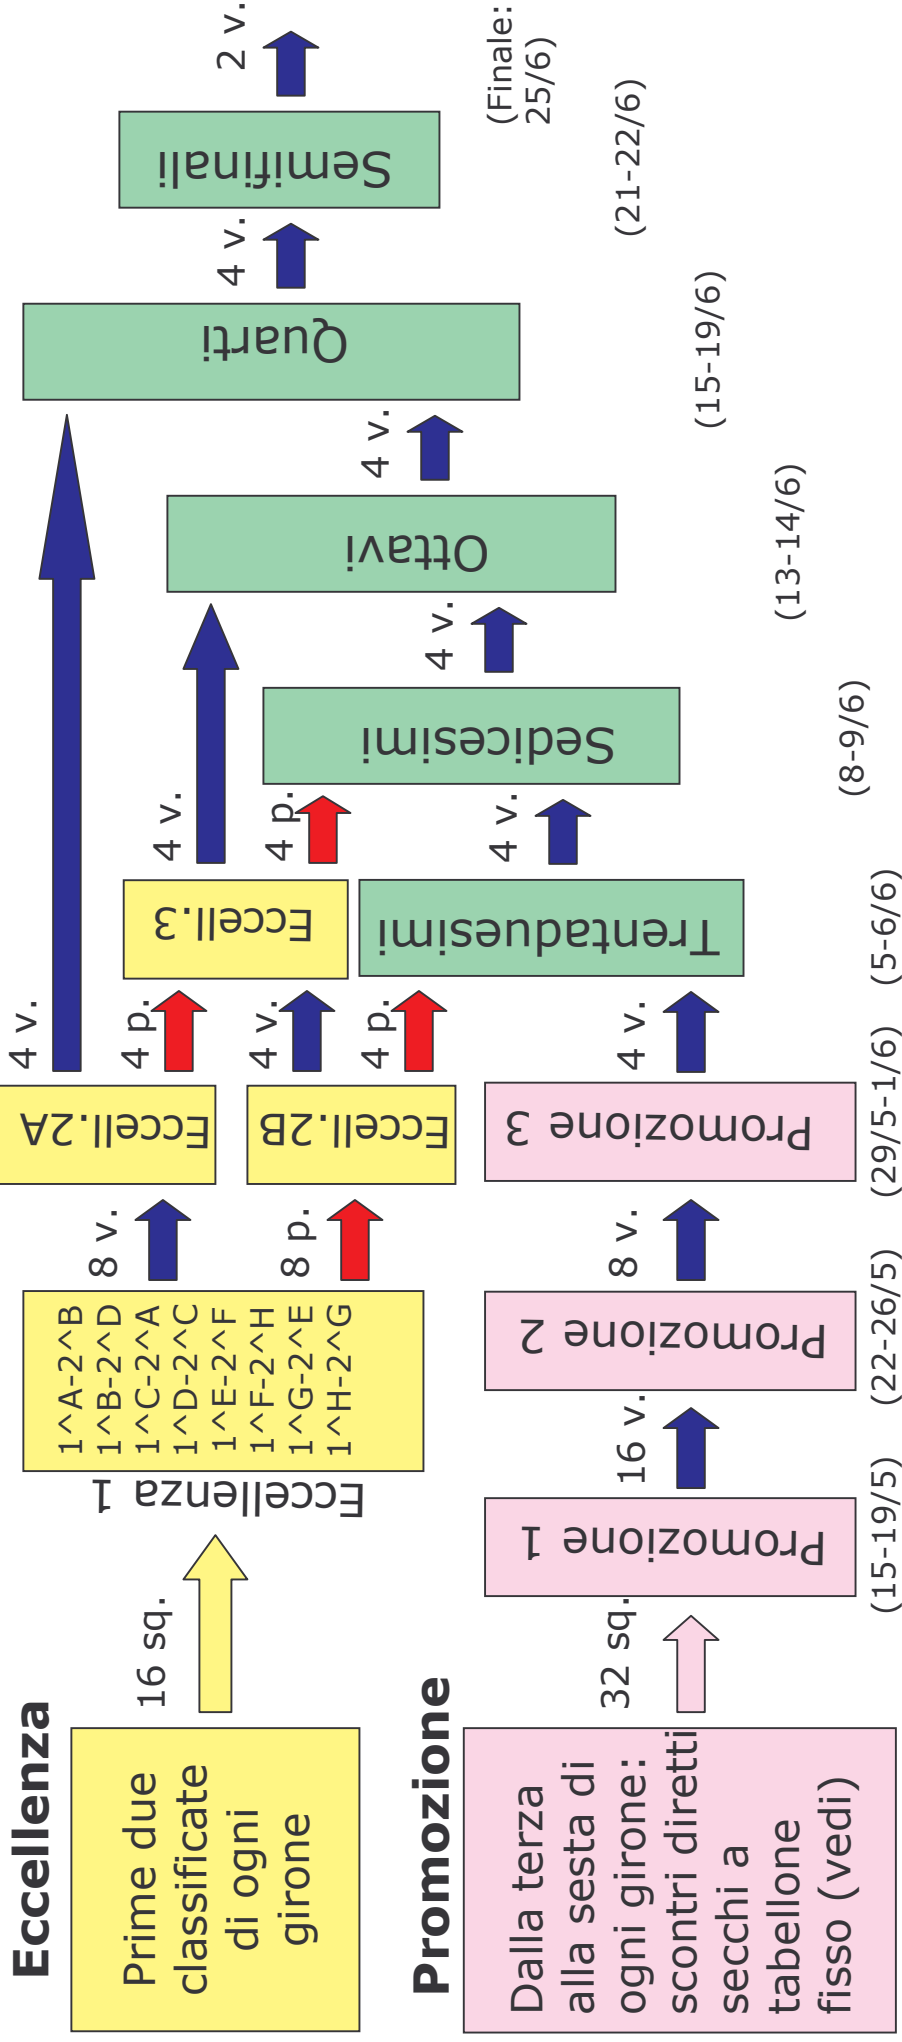 Eccellenza
Prime due
classificate
di ogni
girone
16 sq.
Eccellenza 1
1^A-2^B
1^B-2^D
1^C-2^A
1^D-2^C
1^E-2^F
1^F-2^H
1^G-2^E
1^H-2^G
8 v.
8 p.
Eccell.2A
Eccell.2B
4 v.
4 p.
4 v.
4 p.
Eccell.3
4 v.
4 p.
Promozione
Dalla terza
alla sesta di
ogni girone:
scontri diretti
secchi a
tabellone
fisso (vedi)
32 sq.
Promozione 1
(15-19/5)
16 v.
Promozione 2
(22-26/5)
8 v.
Promozione 3
(29/5-1/6)
4 v.
Trentaduesimi
(5-6/6)
4 v.
Sedicesimi
(8-9/6)
4 v.
Ottavi
(13-14/6)
4 v.
Quarti
(15-19/6)
4 v.
Semifinali
(21-22/6)
2 v.
(Finale:
25/6)